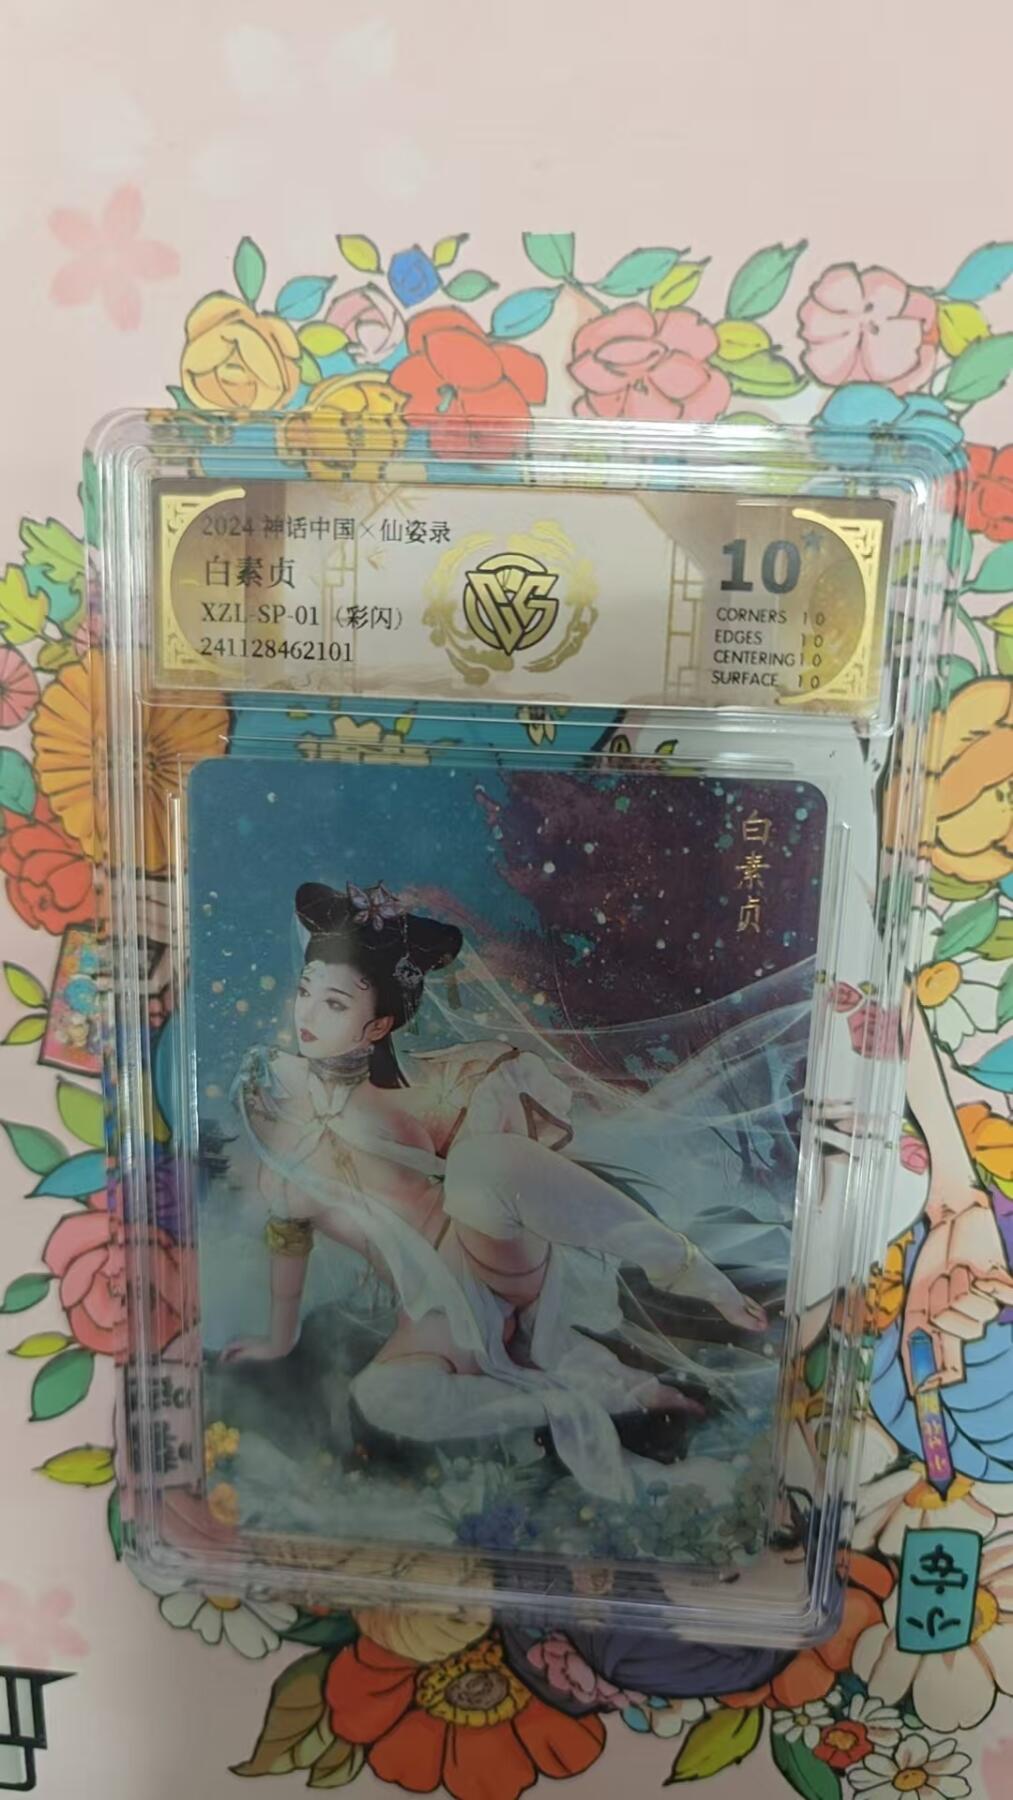 2024 神话中国×仙姿录
白素贞
XZL-SP-01（彩闪）
241128462101
10
CORNERS 10
EDGES 10
CENTERING 10
SURFACE 10
白素贞